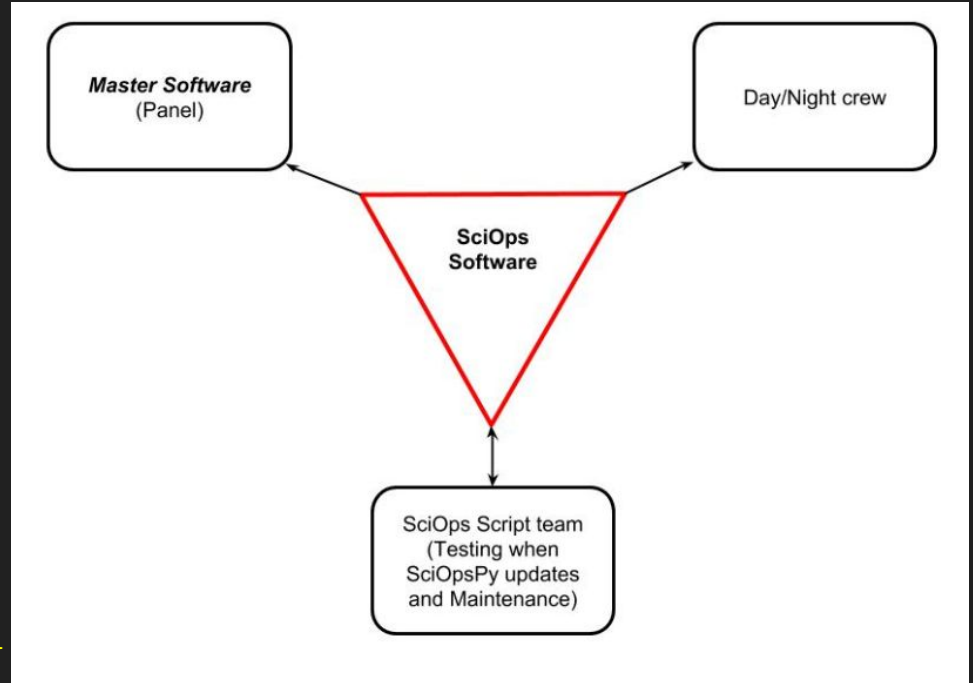 Master Software
(Panel)
Day/Night crew
SciOps
Software
SciOps Script team
(Testing when
SciOpsPy updates
and Maintenance)